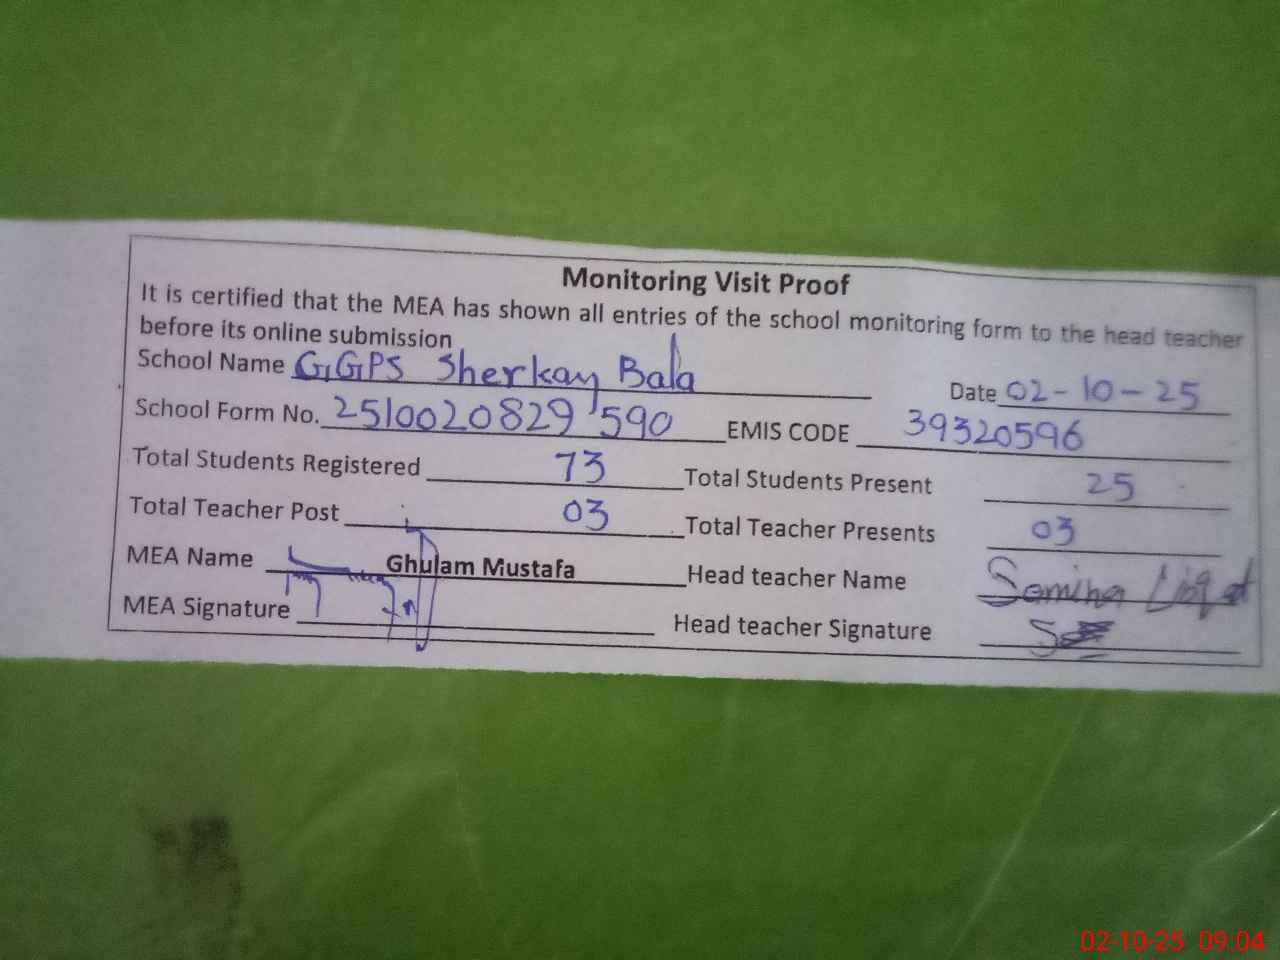 Monitoring Visit Proof
It is certified that the MEA has shown all entries of the school monitoring form to the head teacher
before its online submission
School Name GGPS Sherkay Bala Date 02-10-25
School Form No. 2510020829590 EMIS CODE 39320596
Total Students Registered 73 Total Students Present 25
Total Teacher Post 03 Total Teacher Presents 03
MEA Name Ghulam Mustafa Head teacher Name Samina Liaqat
MEA Signature Head teacher Signature
02-10-25 09:04